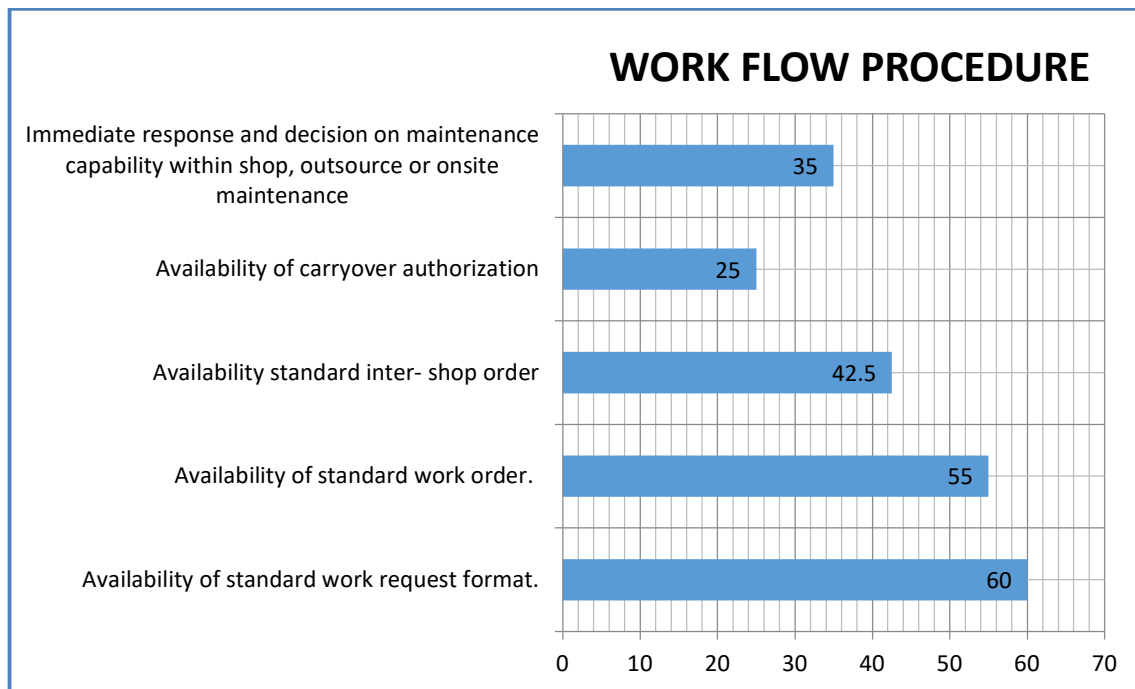 WORK FLOW PROCEDURE
Immediate response and decision on maintenance
capability within shop, outsource or onsite
maintenance
35
Availability of carryover authorization
25
Availability standard inter- shop order
42.5
Availability of standard work order.
55
Availability of standard work request format.
60
0 10 20 30 40 50 60 70